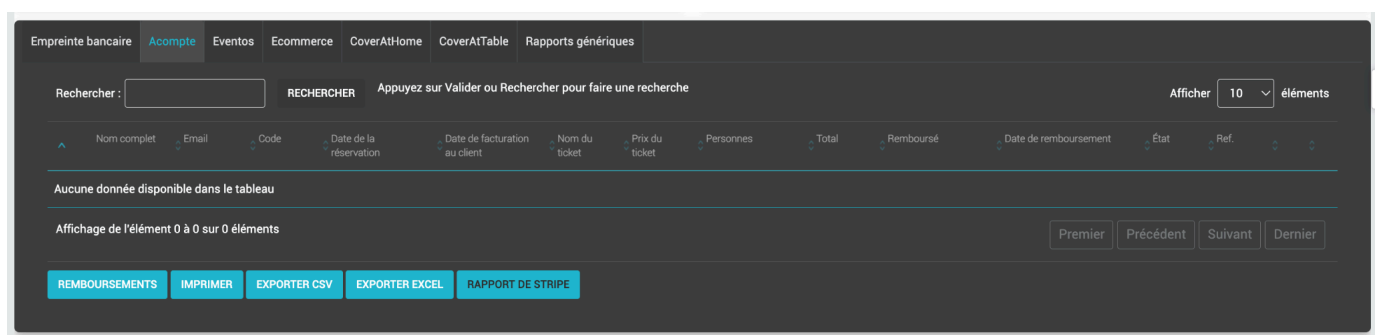 Empreinte bancaire Acompte Eventos Ecommerce CoverAtHome CoverAtTable Rapports génériques
Rechercher : RECHERCHER Appuyez sur Valider ou Rechercher pour faire une recherche Afficher 10 éléments
Nom complet Email Code Date de la réservation Date de facturation au client Nom du ticket Prix du ticket Personnes Total Remboursé Date de remboursement État Ref.
Aucune donnée disponible dans le tableau
Affichage de l'élément 0 à 0 sur 0 éléments Premier Précédent Suivant Dernier
REMBOURSEMENTS IMPRIMER EXPORTER CSV EXPORTER EXCEL RAPPORT DE STRIPE